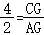 4/2 = CG/AG